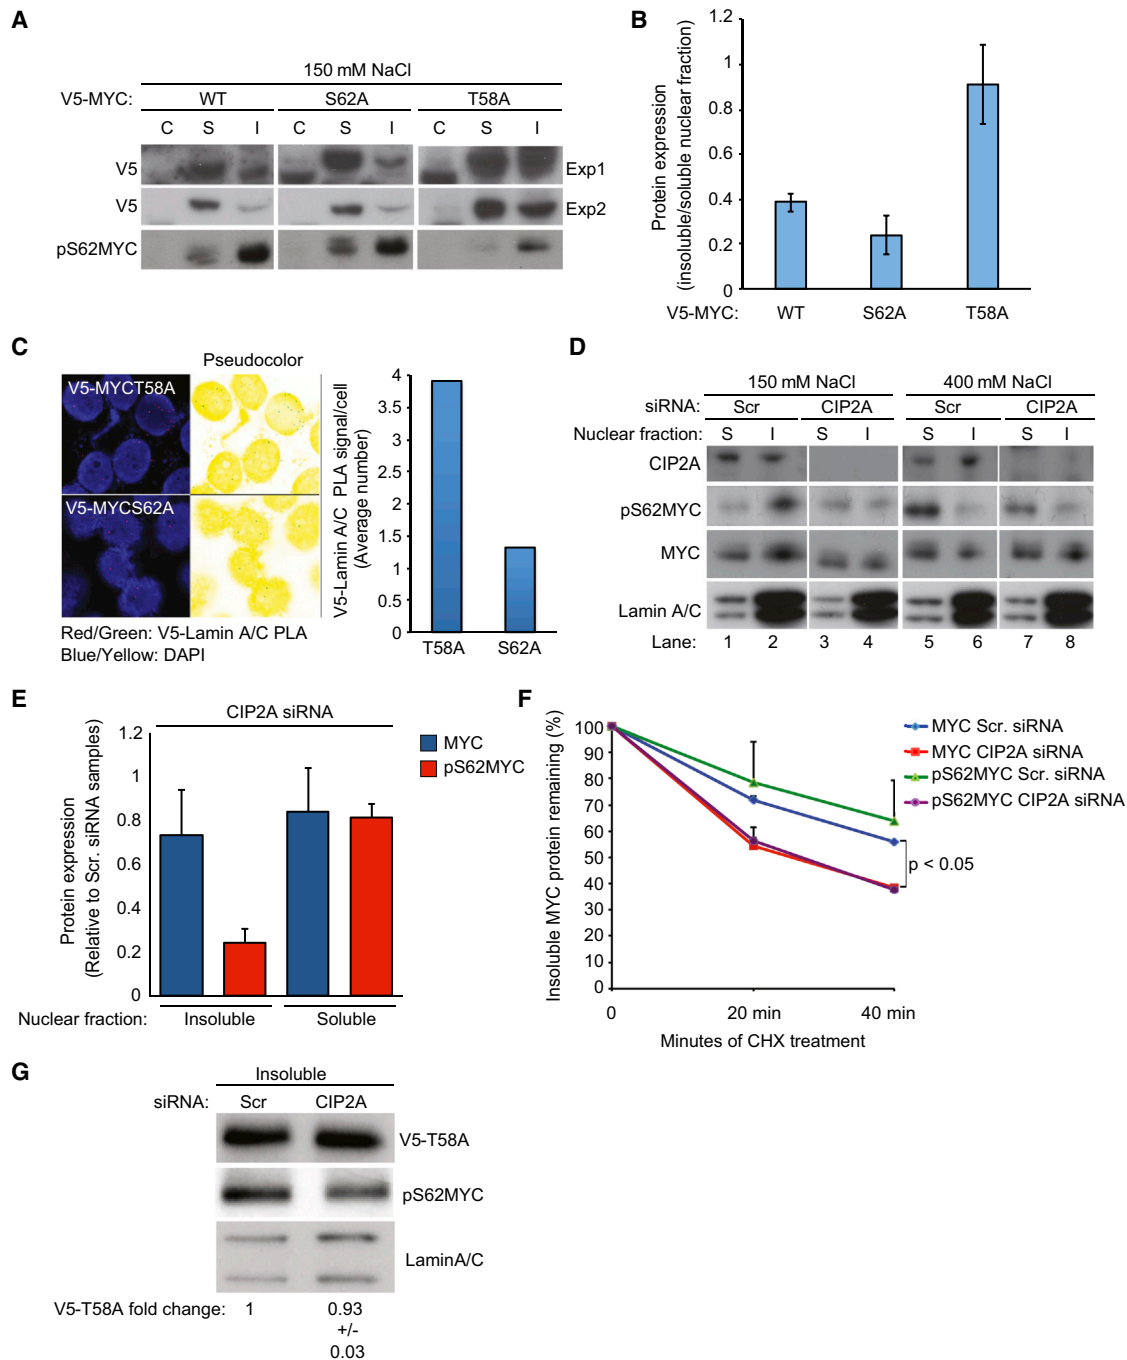 A
150 mM NaCl
V5-MYC: WT S62A T58A
C S I C S I C S I
V5 Exp1
V5 Exp2
pS62MYC
B
Protein expression
(insoluble/soluble nuclear fraction)
1.2
1
0.8
0.6
0.4
0.2
0
V5-MYC: WT S62A T58A
C
Pseudocolor
V5-MYCT58A
V5-MYCS62A
Red/Green: V5-Lamin A/C PLA
Blue/Yellow: DAPI
V5-Lamin A/C PLA signal/cell
(Average number)
4
3.5
3
2.5
2
1.5
1
0.5
0
T58A S62A
D
150 mM NaCl 400 mM NaCl
siRNA: Scr CIP2A Scr CIP2A
Nuclear fraction: S I S I S I S I
CIP2A
pS62MYC
MYC
Lamin A/C
Lane: 1 2 3 4 5 6 7 8
E
CIP2A siRNA
Protein expression
(Relative to Scr. siRNA samples)
1.2
1
0.8
0.6
0.4
0.2
0
MYC
pS62MYC
Nuclear fraction: Insoluble Soluble
F
Insoluble MYC protein remaining (%)
100
90
80
70
60
50
40
30
20
10
0
0 20 min 40 min
Minutes of CHX treatment
MYC Scr. siRNA
MYC CIP2A siRNA
pS62MYC Scr. siRNA
pS62MYC CIP2A siRNA
p < 0.05
G
Insoluble
siRNA: Scr CIP2A
V5-T58A
pS62MYC
LaminA/C
V5-T58A fold change: 1 0.93
+/-
0.03